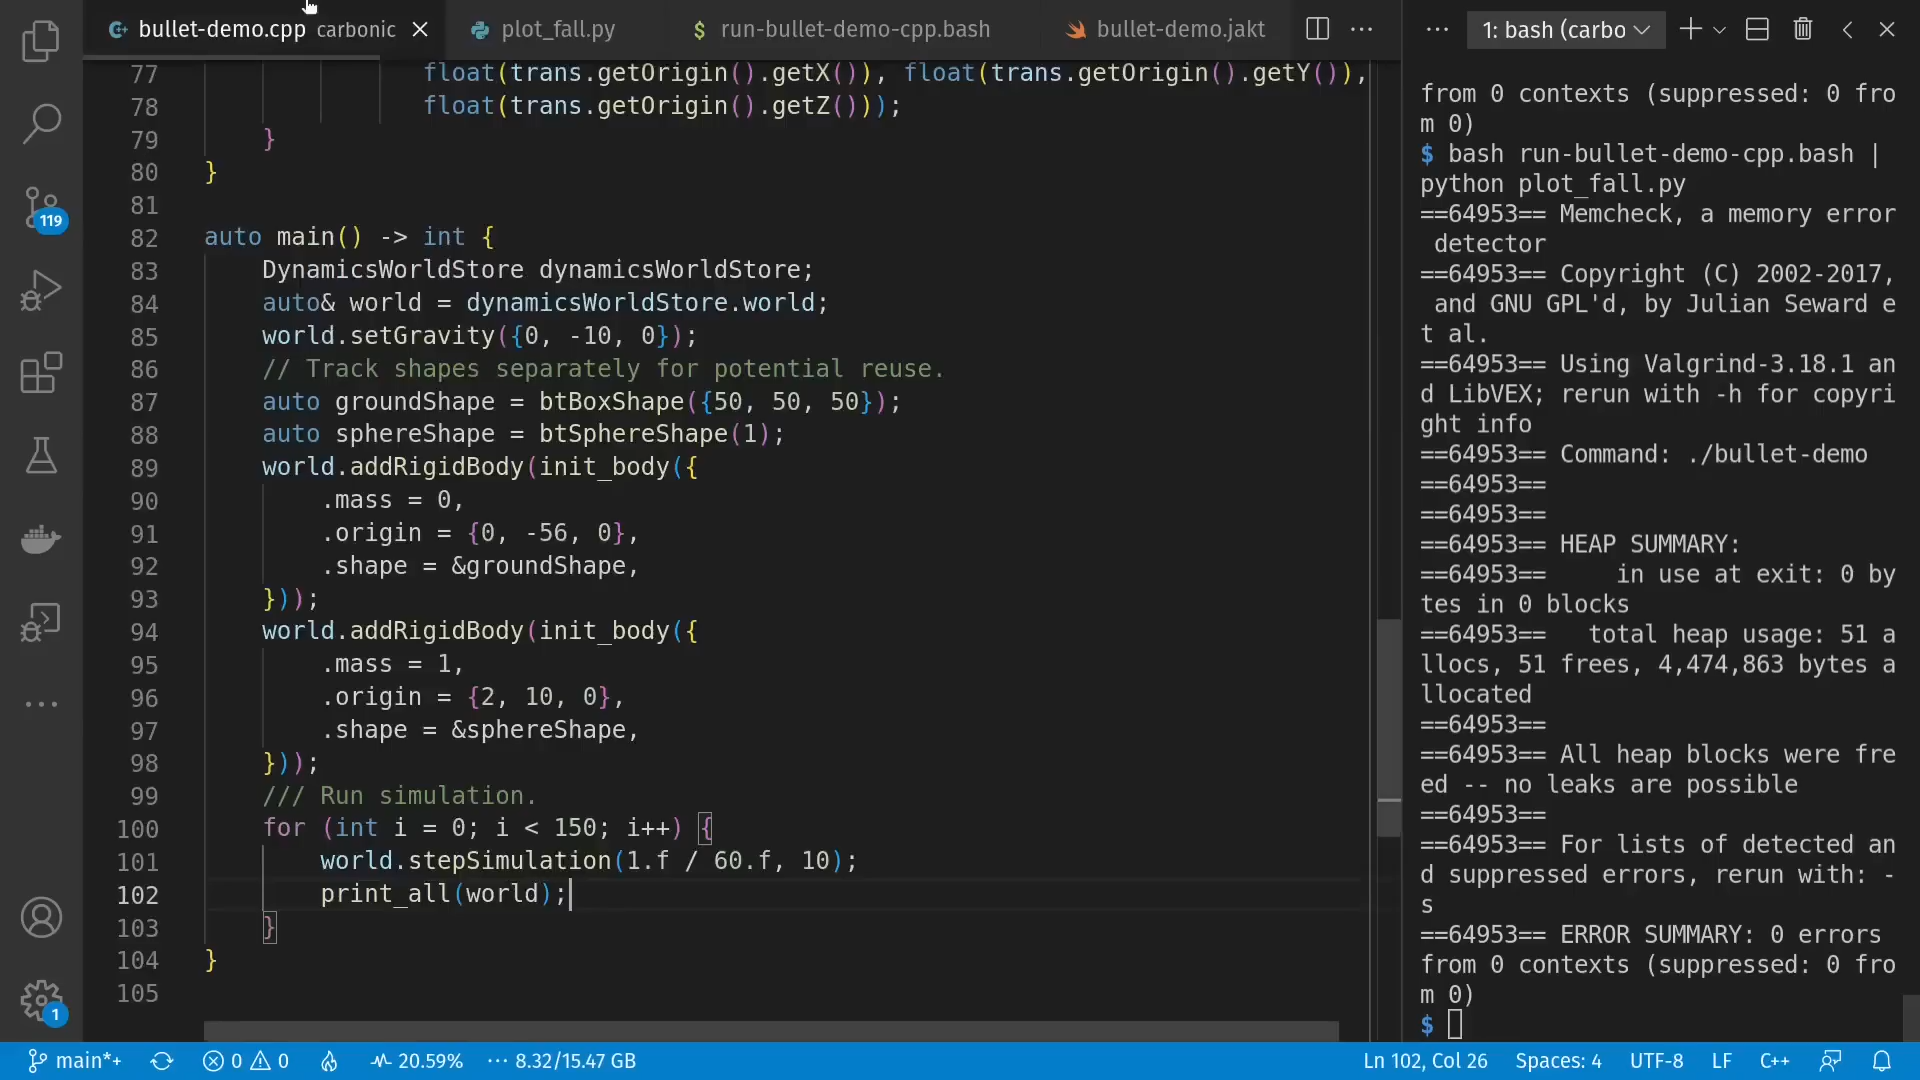 bullet-demo.cpp carbonic
plot_fall.py
run-bullet-demo-cpp.bash
bullet-demo.jakt
1: bash (carbo
77 float(trans.getOrigin().getX()), float(trans.getOrigin().getY()),
78 float(trans.getOrigin().getZ()));
79 }
80 }
81
82 auto main() -> int {
83 DynamicsWorldStore dynamicsWorldStore;
84 auto& world = dynamicsWorldStore.world;
85 world.setGravity({0, -10, 0});
86 // Track shapes separately for potential reuse.
87 auto groundShape = btBoxShape({50, 50, 50});
88 auto sphereShape = btSphereShape(1);
89 world.addRigidBody(init_body({
90 .mass = 0,
91 .origin = {0, -56, 0},
92 .shape = &groundShape,
93 }));
94 world.addRigidBody(init_body({
95 .mass = 1,
96 .origin = {2, 10, 0},
97 .shape = &sphereShape,
98 }));
99 /// Run simulation.
100 for (int i = 0; i < 150; i++) {
101 world.stepSimulation(1.f / 60.f, 10);
102 print_all(world);
103 }
104 }
105
from 0 contexts (suppressed: 0 fro
m 0)
$ bash run-bullet-demo-cpp.bash |
python plot_fall.py
==64953== Memcheck, a memory error
detector
==64953== Copyright (C) 2002-2017,
and GNU GPL'd, by Julian Seward e
t al.
==64953== Using Valgrind-3.18.1 an
d LibVEX; rerun with -h for copyri
ght info
==64953== Command: ./bullet-demo
==64953==
==64953==
==64953== HEAP SUMMARY:
==64953== in use at exit: 0 by
tes in 0 blocks
==64953== total heap usage: 51 a
llocs, 51 frees, 4,474,863 bytes a
llocated
==64953==
==64953== All heap blocks were fre
ed -- no leaks are possible
==64953==
==64953== For lists of detected an
d suppressed errors, rerun with: -
s
==64953== ERROR SUMMARY: 0 errors
from 0 contexts (suppressed: 0 fro
m 0)
$
119
1
main*+ 0 0 20.59% 8.32/15.47 GB Ln 102, Col 26 Spaces: 4 UTF-8 LF C++